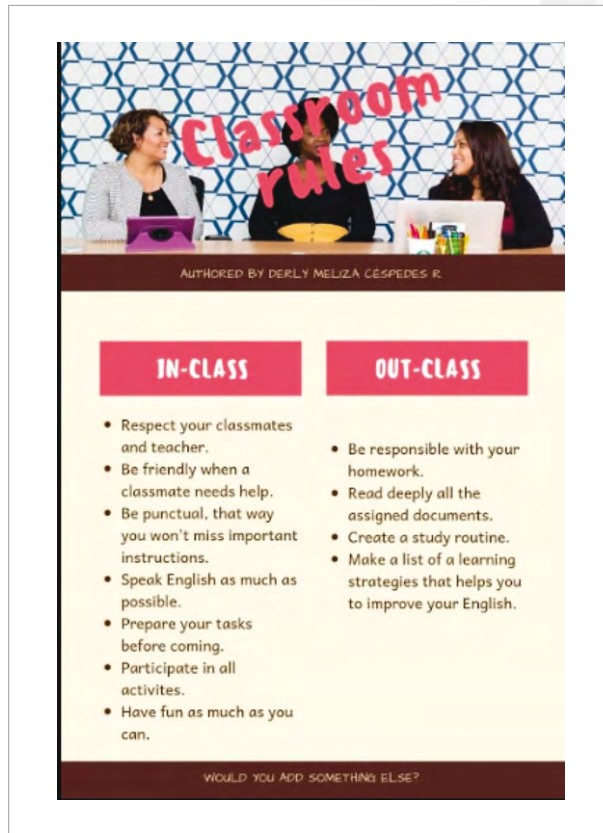 Classroom
rules
AUTHORED BY DERLY MELIZA CÉSPEDES R
IN-CLASS
• Respect your classmates
and teacher.
• Be friendly when a
classmate needs help.
• Be punctual, that way
you won't miss important
instructions.
• Speak English as much as
possible.
• Prepare your tasks
before coming.
• Participate in all
activites.
• Have fun as much as you
can.
OUT-CLASS
• Be responsible with your
homework.
• Read deeply all the
assigned documents.
• Create a study routine.
• Make a list of a learning
strategies that helps you
to improve your English.
WOULD YOU ADD SOMETHING ELSE?